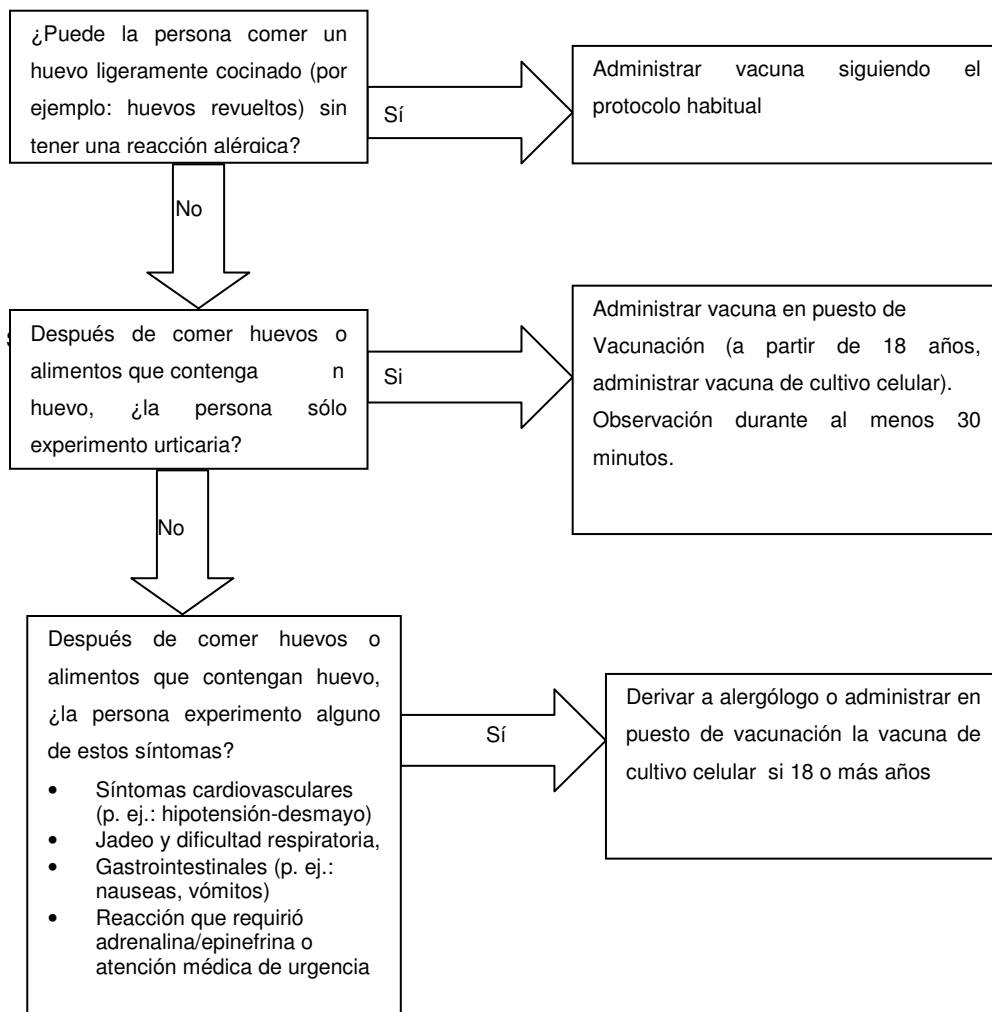 ¿Puede la persona comer un
huevo ligeramente cocinado (por
ejemplo: huevos revueltos) sin
tener una reacción alérgica?
Sí
Administrar vacuna siguiendo el
protocolo habitual
No
Después de comer huevos o
alimentos que contenga n
huevo, ¿la persona sólo
experimento urticaria?
Si
Administrar vacuna en puesto de
Vacunación (a partir de 18 años,
administrar vacuna de cultivo celular).
Observación durante al menos 30
minutos.
No
Después de comer huevos o
alimentos que contengan huevo,
¿la persona experimento alguno
de estos síntomas?
• Síntomas cardiovasculares
(p. ej.: hipotensión-desmayo)
• Jadeo y dificultad respiratoria,
• Gastrointestinales (p. ej.:
nauseas, vómitos)
• Reacción que requirió
adrenalina/epinefrina o
atención médica de urgencia
Sí
Derivar a alergólogo o administrar en
puesto de vacunación la vacuna de
cultivo celular si 18 o más años